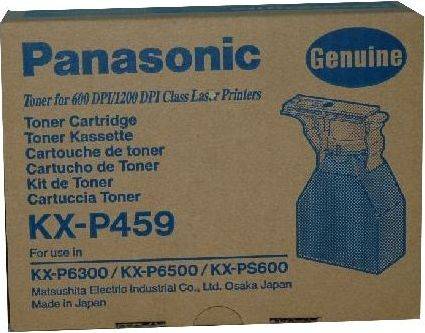 Panasonic
Genuine
Toner for 600 DPI/1200 DPI Class Laser Printers
Toner Cartridge
Toner Kassette
Cartouche de toner
Cartucho de Toner
Kit de Toner
Cartuccia Toner
KX-P459
For use in
KX-P6300 / KX-P6500 / KX-PS600
Matsushita Electric Industrial Co., Ltd. Osaka Japan
Made in Japan